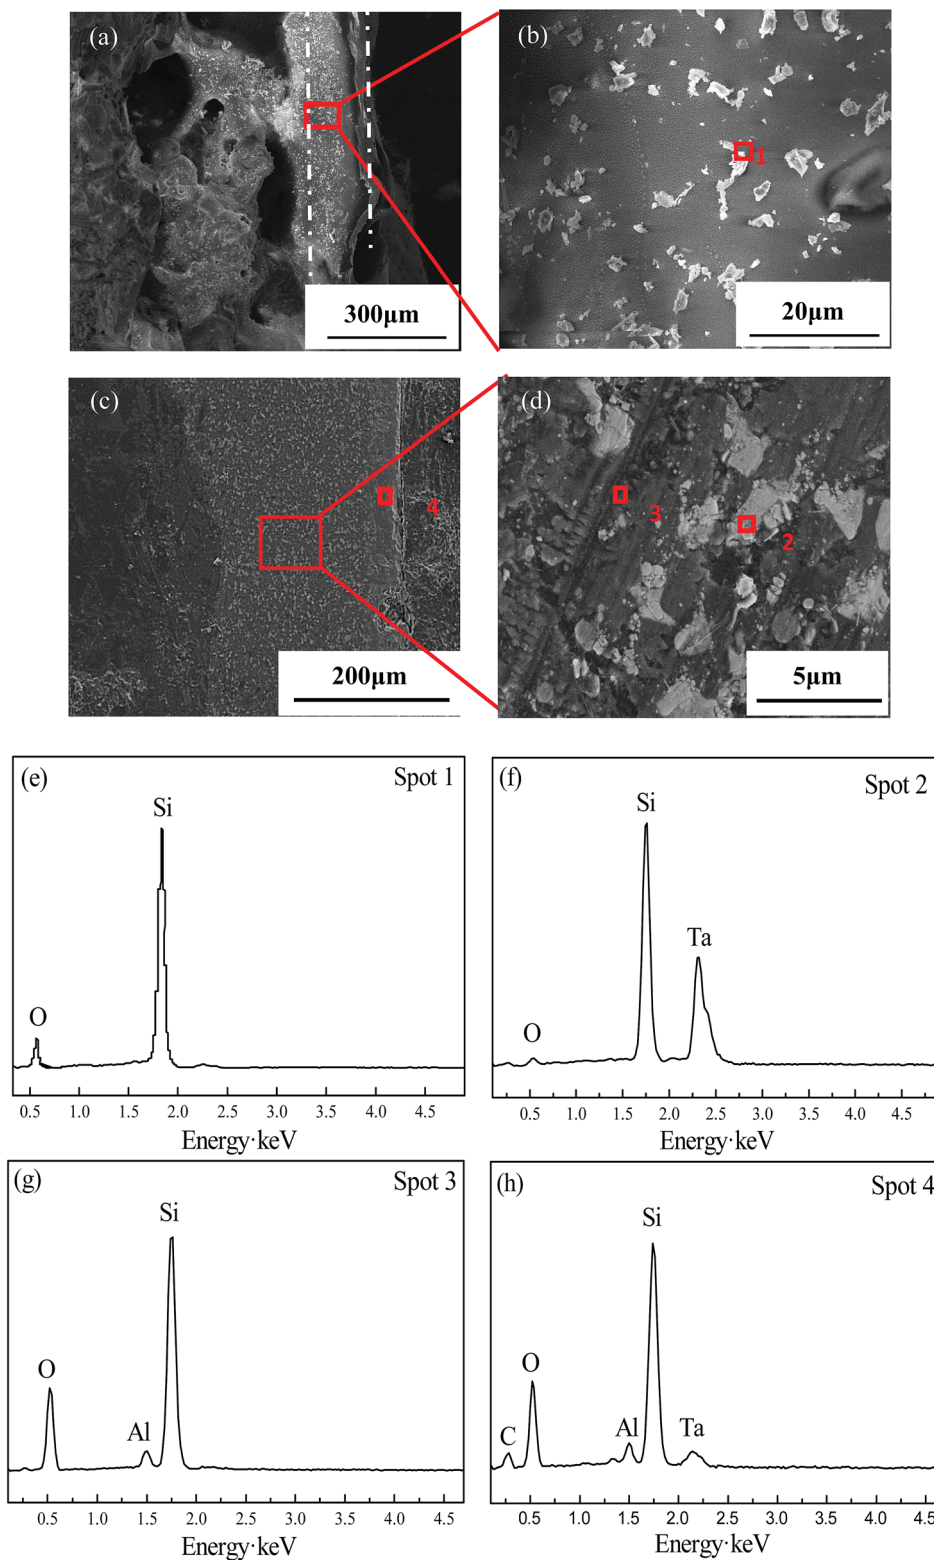 (a)
300μm
(b)
1
20μm
(c)
4
200μm
(d)
3
2
5μm
(e)
Spot 1
Si
O
0.5 1.0 1.5 2.0 2.5 3.0 3.5 4.0 4.5
Energy·keV
(f)
Spot 2
Si
Ta
O
0.5 1.0 1.5 2.0 2.5 3.0 3.5 4.0 4.5
Energy·keV
(g)
Spot 3
Si
O
Al
0.5 1.0 1.5 2.0 2.5 3.0 3.5 4.0 4.5
Energy·keV
(h)
Spot 4
Si
O
C
Al
Ta
0.5 1.0 1.5 2.0 2.5 3.0 3.5 4.0 4.5
Energy·keV